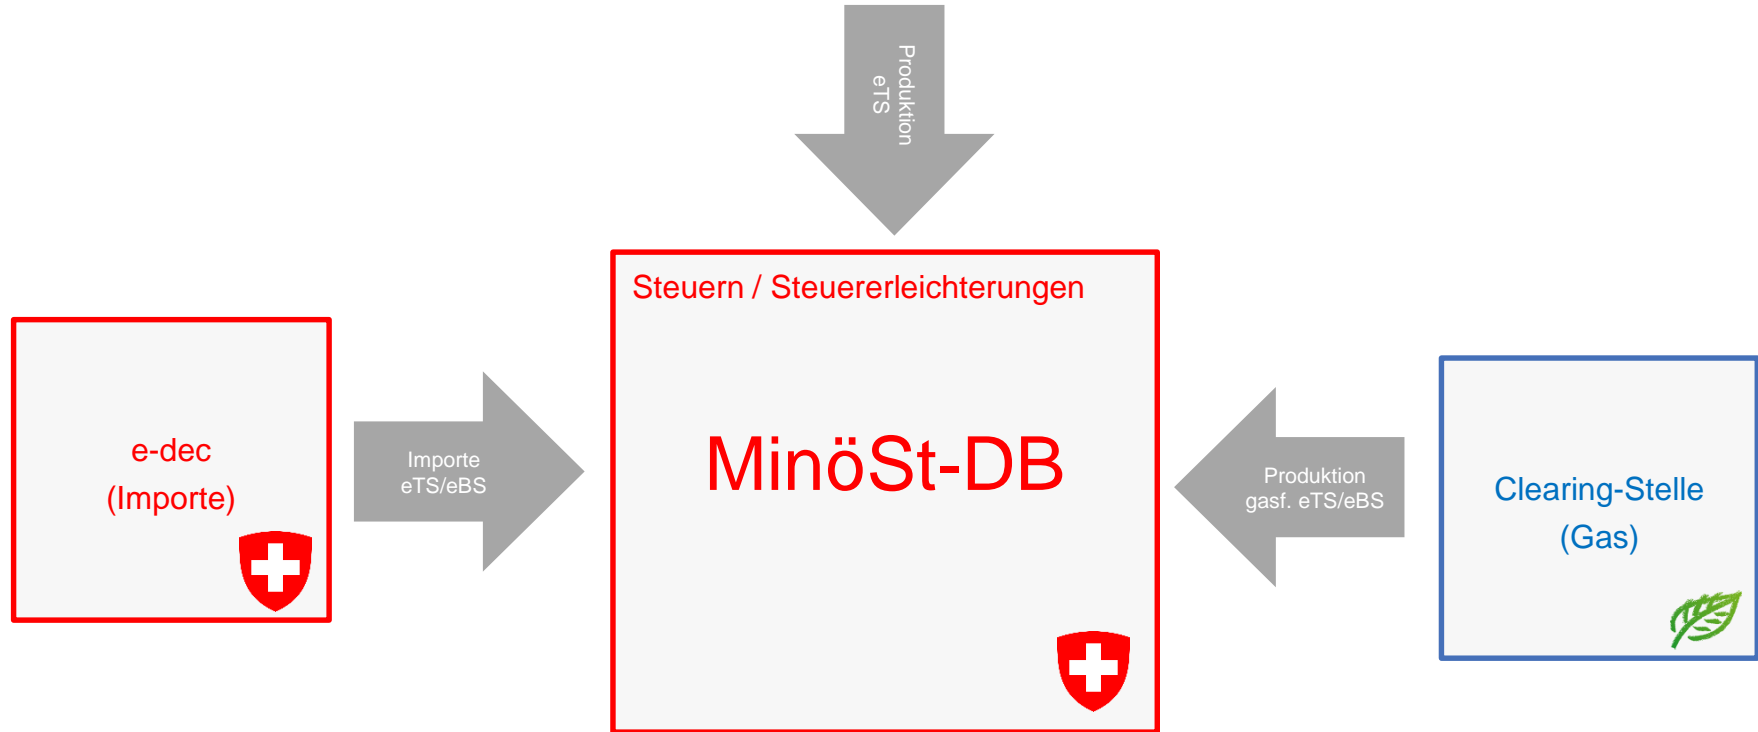 Produktion
eTS
Steuern / Steuererleichterungen
MinöSt-DB
e-dec
(Importe)
Importe
eTS/eBS
Produktion
gasf. eTS/eBS
Clearing-Stelle
(Gas)